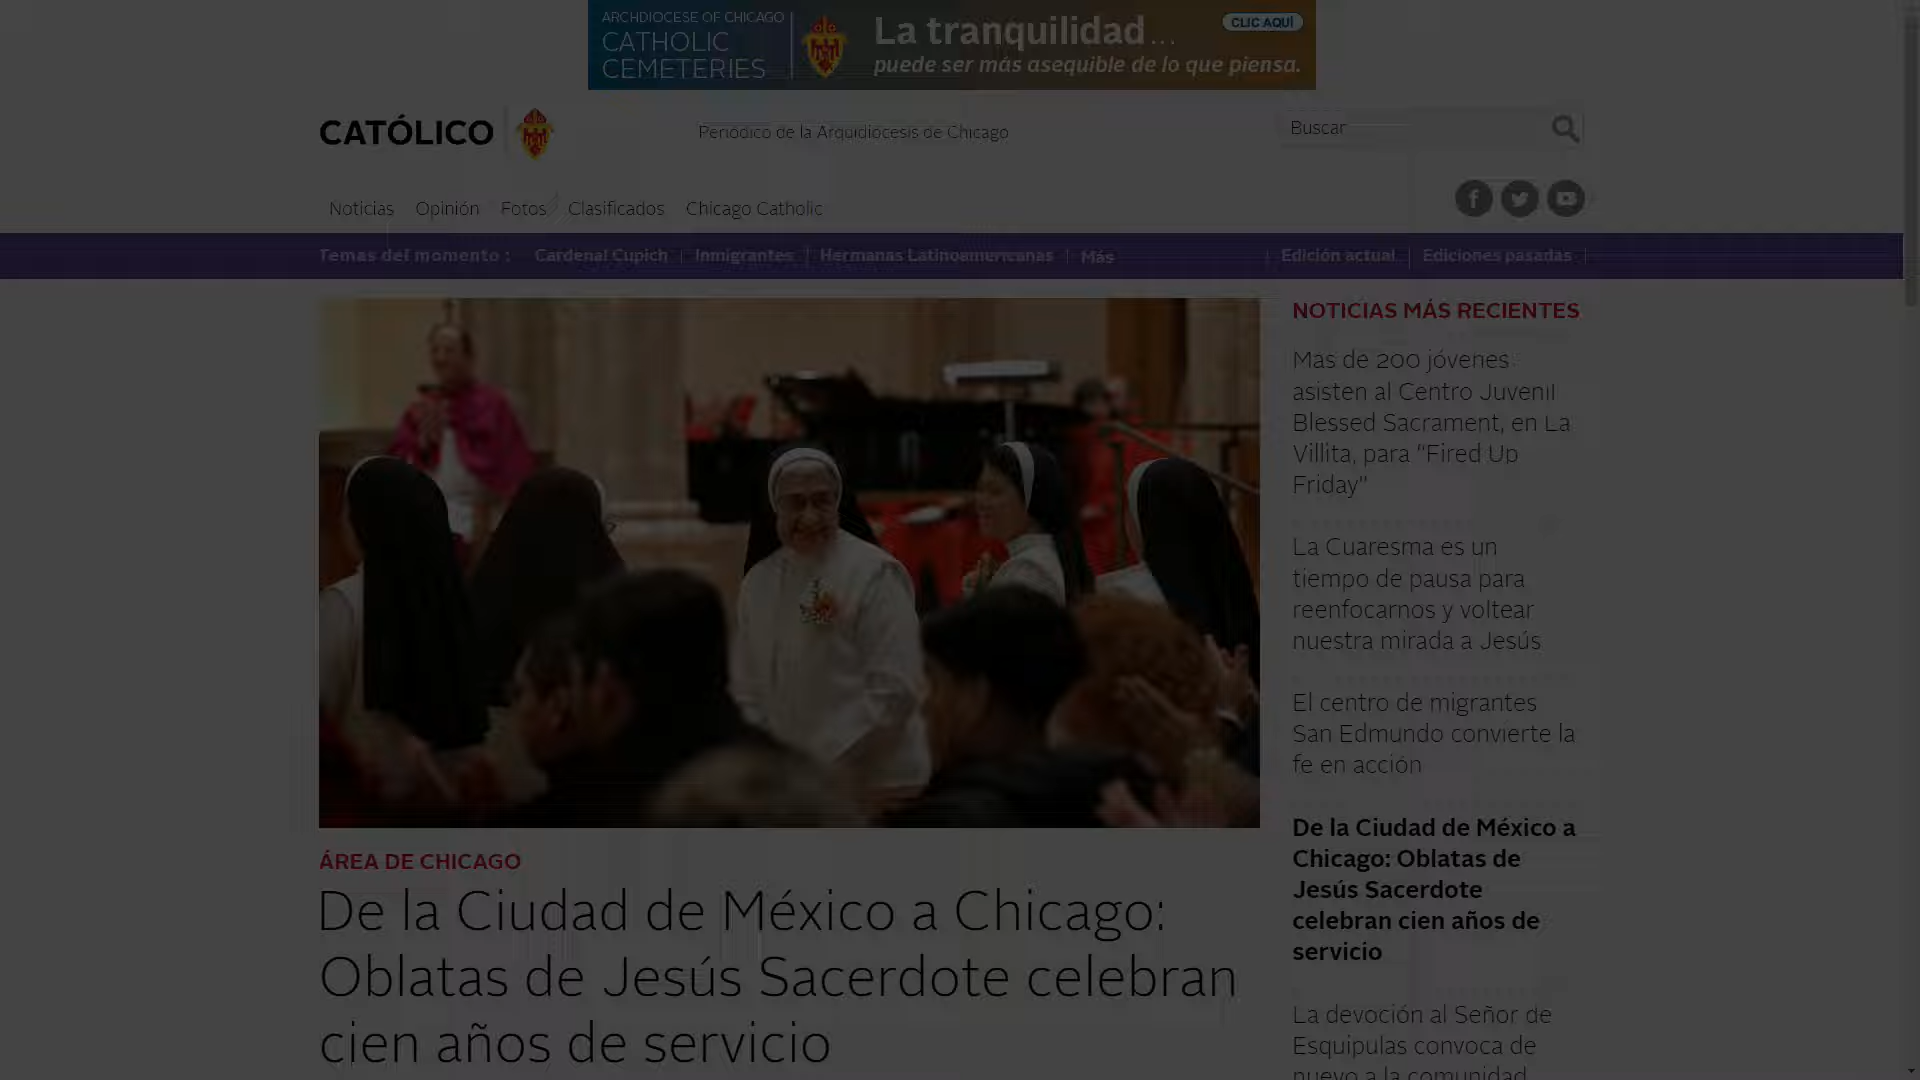 ARCHDIOCESE OF CHICAGO
CATHOLIC
CEMETERIES
La tranquilidad...
puede ser más asequible de lo que piensa.
CLIC AQUÍ
CATÓLICO
Periódico de la Arquidiócesis de Chicago
Buscar
Noticias Opinión Fotos Clasificados Chicago Catholic
Temas del momento : Cardenal Cupich | Inmigrantes | Hermanas Latinoamericanas | Más | Edición actual | Ediciones pasadas |
ÁREA DE CHICAGO
De la Ciudad de México a Chicago:
Oblatas de Jesús Sacerdote celebran
cien años de servicio
NOTICIAS MÁS RECIENTES
Mas de 200 jóvenes
asisten al Centro Juvenil
Blessed Sacrament, en La
Villita, para “Fired Up
Friday”
La Cuaresma es un
tiempo de pausa para
reenfocarnos y voltear
nuestra mirada a Jesús
El centro de migrantes
San Edmundo convierte la
fe en acción
De la Ciudad de México a
Chicago: Oblatas de
Jesús Sacerdote
celebran cien años de
servicio
La devoción al Señor de
Esquipulas convoca de
nuevo a la comunidad